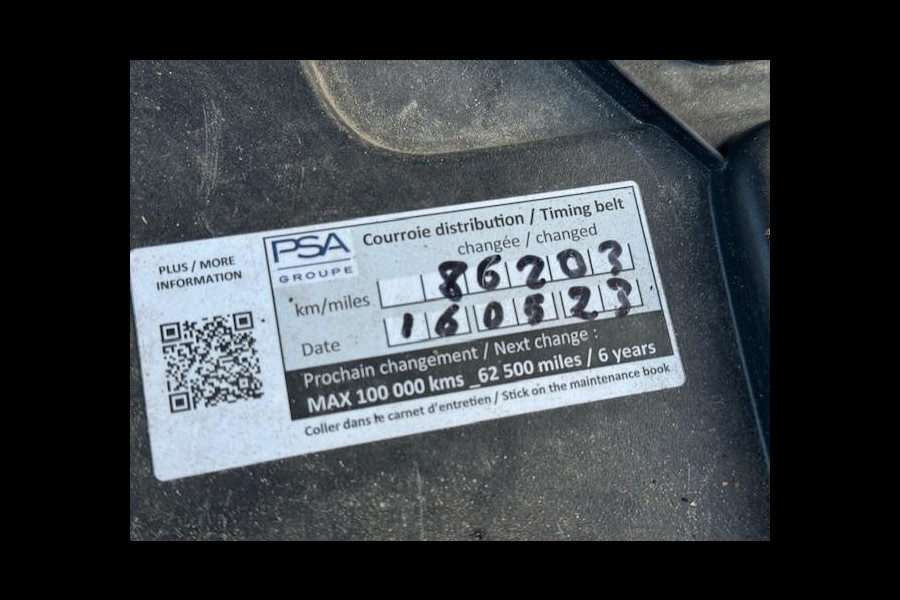 PLUS / MORE
INFORMATION
PSA
GROUPE
Courroie distribution / Timing belt
changée / changed
km/miles 86203
Date 160523
Prochain changement / Next change :
MAX 100 000 kms _62 500 miles / 6 years
Coller dans le carnet d'entretien / Stick on the maintenance book